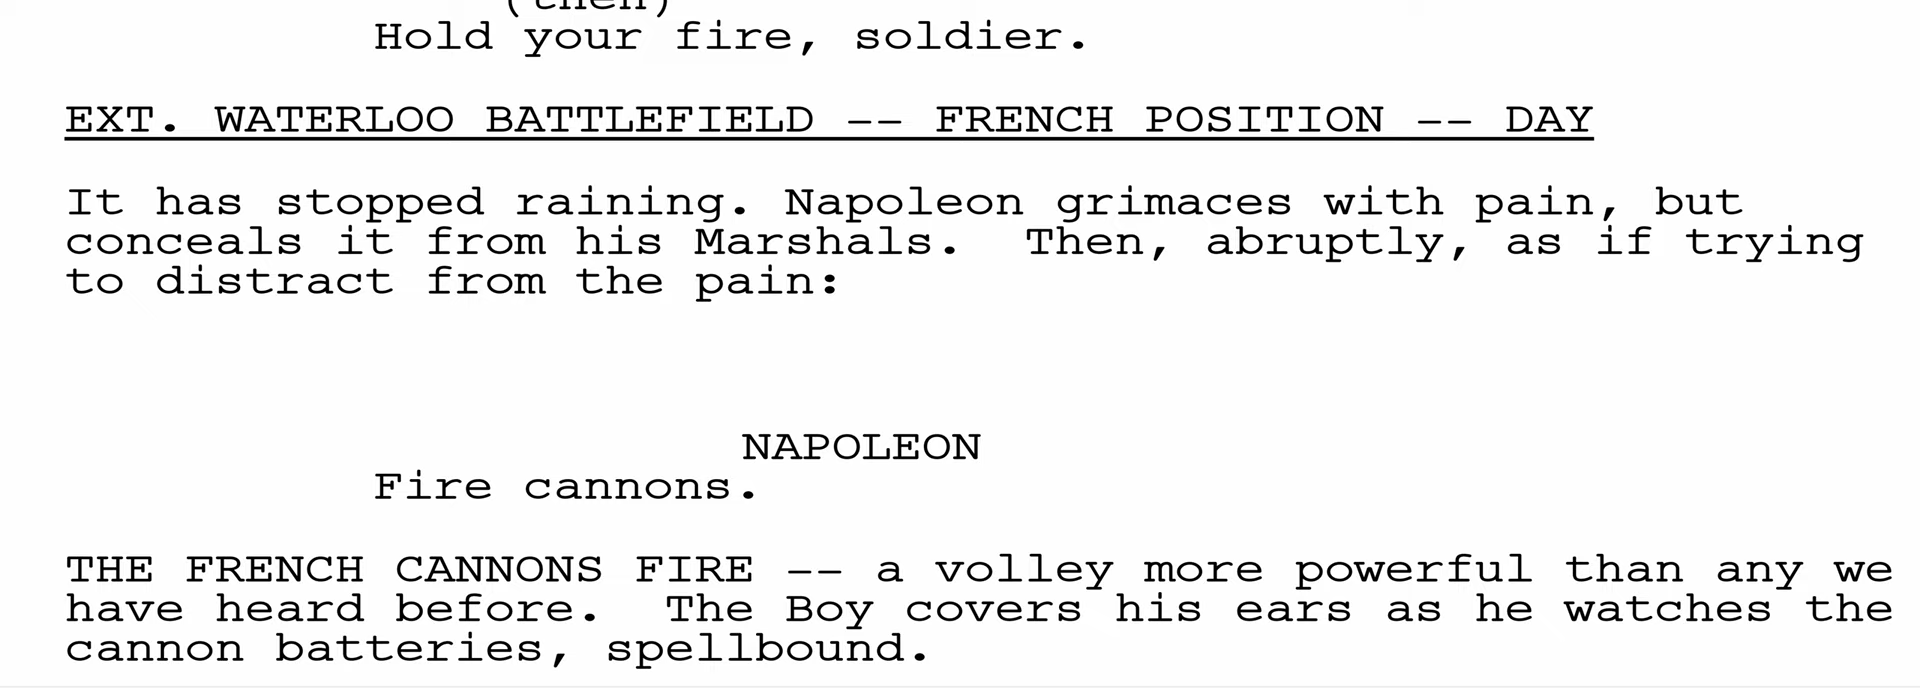 (then)
Hold your fire, soldier.
EXT. WATERLOO BATTLEFIELD -- FRENCH POSITION -- DAY
It has stopped raining. Napoleon grimaces with pain, but
conceals it from his Marshals.  Then, abruptly, as if trying
to distract from the pain:
NAPOLEON
Fire cannons.
THE FRENCH CANNONS FIRE -- a volley more powerful than any we
have heard before.  The Boy covers his ears as he watches the
cannon batteries, spellbound.